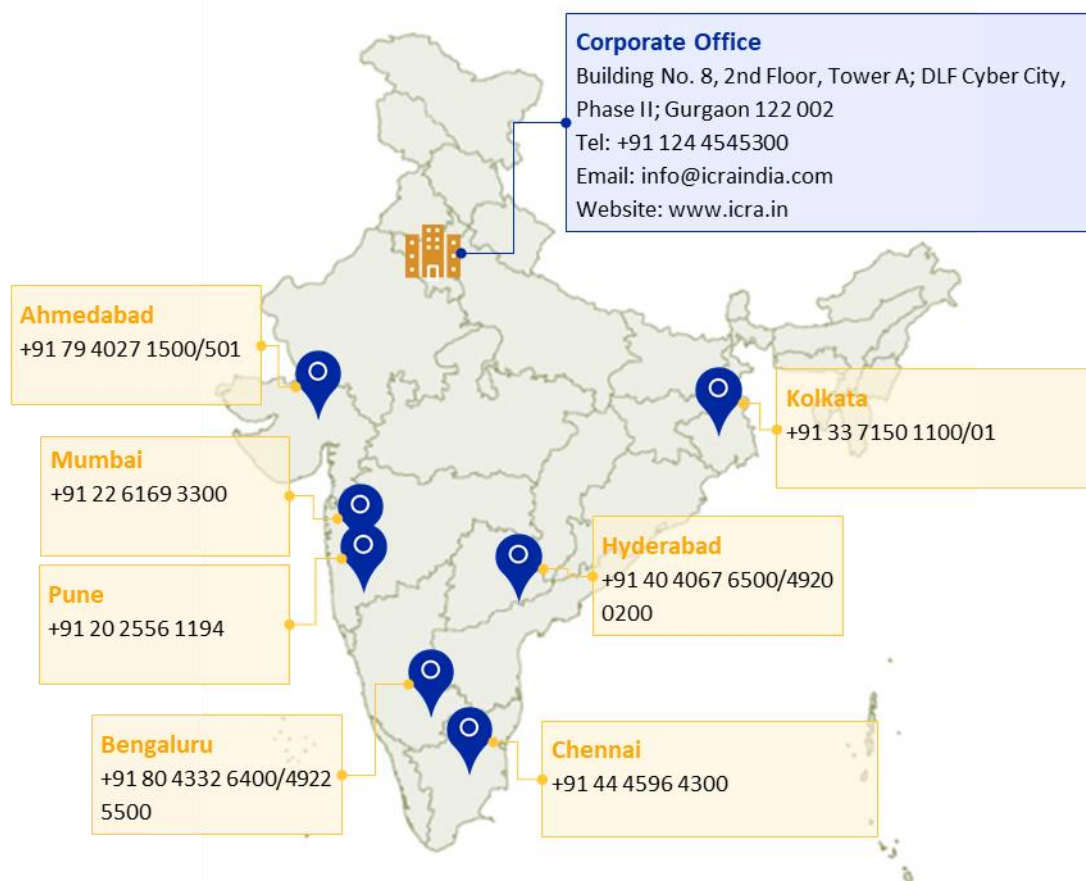 Corporate Office
Building No. 8, 2nd Floor, Tower A; DLF Cyber City,
Phase II; Gurgaon 122 002
Tel: +91 124 4545300
Email: info@icraindia.com
Website: www.icra.in
Ahmedabad
+91 79 4027 1500/501
Kolkata
+91 33 7150 1100/01
Mumbai
+91 22 6169 3300
Hyderabad
+91 40 4067 6500/4920
0200
Pune
+91 20 2556 1194
Bengaluru
+91 80 4332 6400/4922
5500
Chennai
+91 44 4596 4300